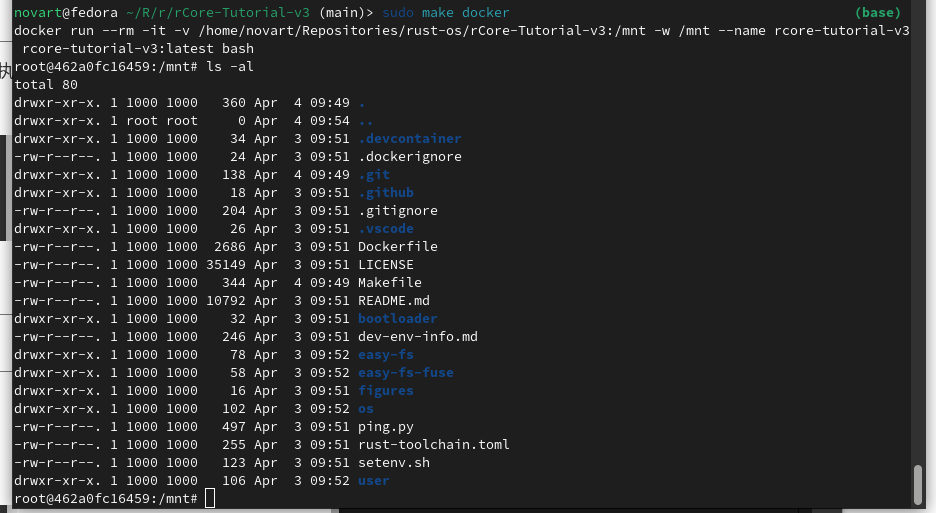 novart@fedora ~/R/r/rCore-Tutorial-v3 (main)> sudo make docker (base)
docker run --rm -it -v /home/novart/Repositories/rust-os/rCore-Tutorial-v3:/mnt -w /mnt --name rcore-tutorial-v3
rcore-tutorial-v3:latest bash
root@462a0fc16459:/mnt# ls -al
total 80
drwxr-xr-x. 1 1000 1000 360 Apr 4 09:49 .
drwxr-xr-x. 1 root root 0 Apr 4 09:54 ..
drwxr-xr-x. 1 1000 1000 34 Apr 3 09:51 .devcontainer
-rw-r--r--. 1 1000 1000 24 Apr 3 09:51 .dockerignore
drwxr-xr-x. 1 1000 1000 138 Apr 4 09:49 .git
drwxr-xr-x. 1 1000 1000 18 Apr 3 09:51 .github
-rw-r--r--. 1 1000 1000 204 Apr 3 09:51 .gitignore
drwxr-xr-x. 1 1000 1000 26 Apr 3 09:51 .vscode
-rw-r--r--. 1 1000 1000 2686 Apr 3 09:51 Dockerfile
-rw-r--r--. 1 1000 1000 35149 Apr 3 09:51 LICENSE
-rw-r--r--. 1 1000 1000 344 Apr 4 09:49 Makefile
-rw-r--r--. 1 1000 1000 10792 Apr 3 09:51 README.md
drwxr-xr-x. 1 1000 1000 32 Apr 3 09:51 bootloader
-rw-r--r--. 1 1000 1000 246 Apr 3 09:51 dev-env-info.md
drwxr-xr-x. 1 1000 1000 78 Apr 3 09:52 easy-fs
drwxr-xr-x. 1 1000 1000 58 Apr 3 09:52 easy-fs-fuse
drwxr-xr-x. 1 1000 1000 16 Apr 3 09:51 figures
drwxr-xr-x. 1 1000 1000 102 Apr 3 09:52 os
-rw-r--r--. 1 1000 1000 497 Apr 3 09:51 ping.py
-rw-r--r--. 1 1000 1000 255 Apr 3 09:51 rust-toolchain.toml
-rw-r--r--. 1 1000 1000 123 Apr 3 09:51 setenv.sh
drwxr-xr-x. 1 1000 1000 106 Apr 3 09:52 user
root@462a0fc16459:/mnt#